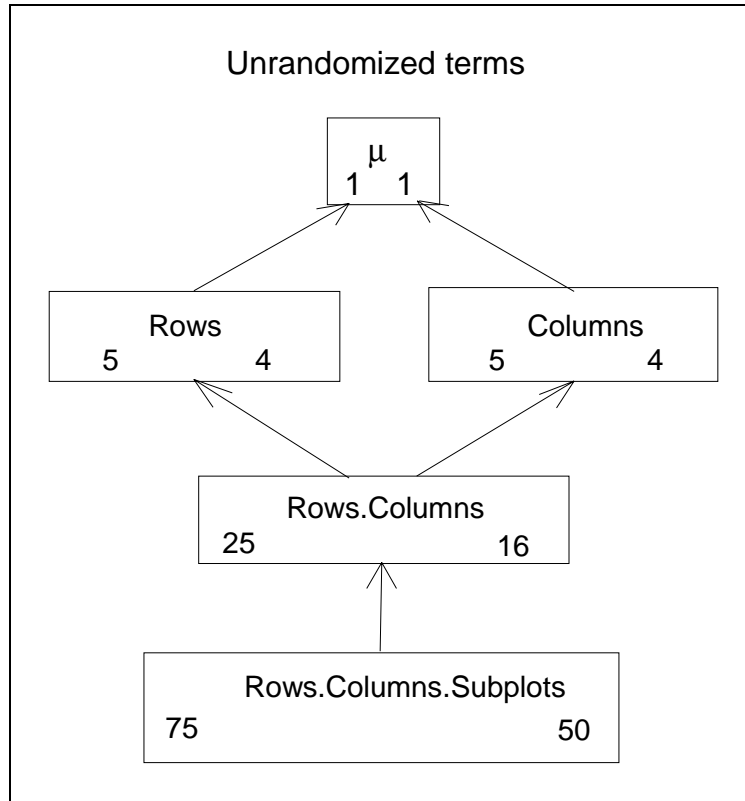 Unrandomized terms
μ
1 1
Rows
5 4
Columns
5 4
Rows.Columns
25 16
Rows.Columns.Subplots
75 50